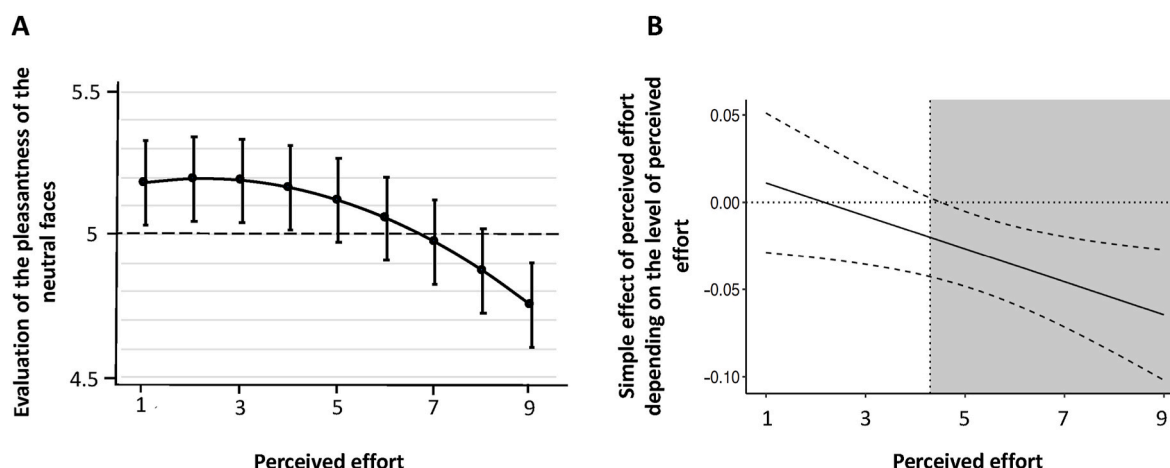 A
Evaluation of the pleasantness of the
neutral faces
5.5
5
4.5
1
3
5
7
9
Perceived effort
B
Simple effect of perceived effort
depending on the level of perceived
effort
0.05
0.00
-0.05
-0.10
1
3
5
7
9
Perceived effort